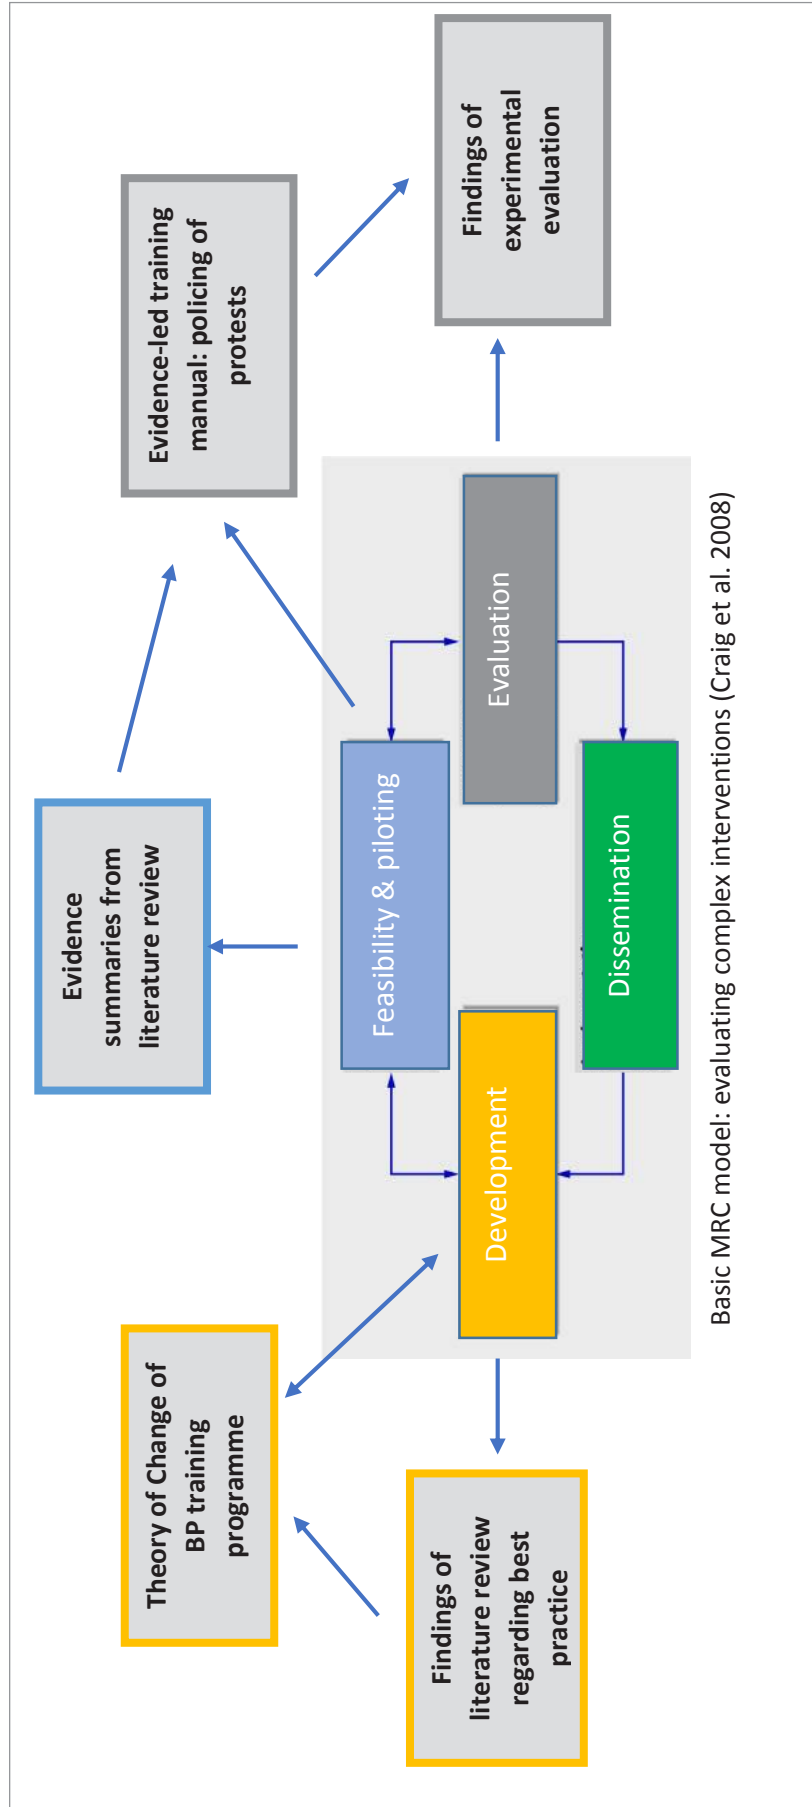 Theory of Change of
BP training
programme
Evidence
summaries from
literature review
Evidence-led training
manual: policing of
protests
Findings of
literature review
regarding best
practice
Feasibility & piloting
Development
Evaluation
Dissemination
Findings of
experimental
evaluation
Basic MRC model: evaluating complex interventions (Craig et al. 2008)